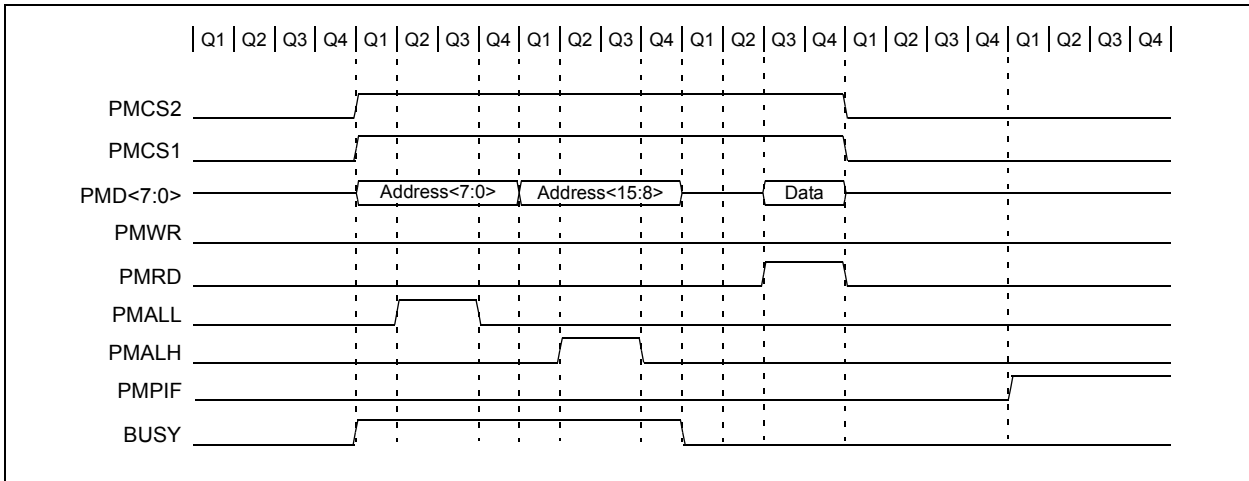 Q1 Q2 Q3 Q4 Q1 Q2 Q3 Q4 Q1 Q2 Q3 Q4 Q1 Q2 Q3 Q4 Q1 Q2 Q3 Q4 Q1 Q2 Q3 Q4
PMCS2
PMCS1
PMD<7:0> Address<7:0> Address<15:8> Data
PMWR
PMRD
PMALL
PMALH
PMPIF
BUSY